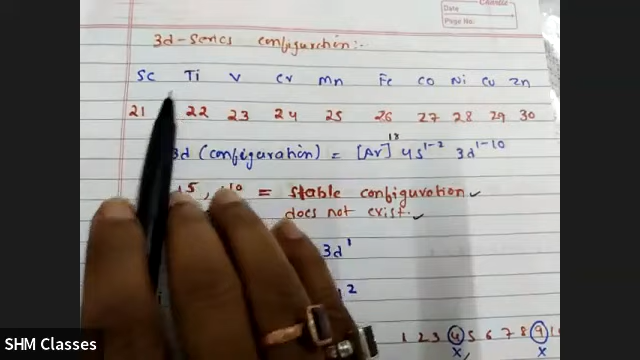 Classic
Date
Page No.
3d-Series configuration:-
Sc Ti V Cr Mn Fe Co Ni Cu Zn
21 22 23 24 25 26 27 28 29 30
3d (configuration) = [Ar]¹⁸ 4s¹⁻² 3d¹⁻¹⁰
= stable configuration
does not exist.
3d¹
1 2 3 4 5 6 7 8 9 1
x x
SHM Classes